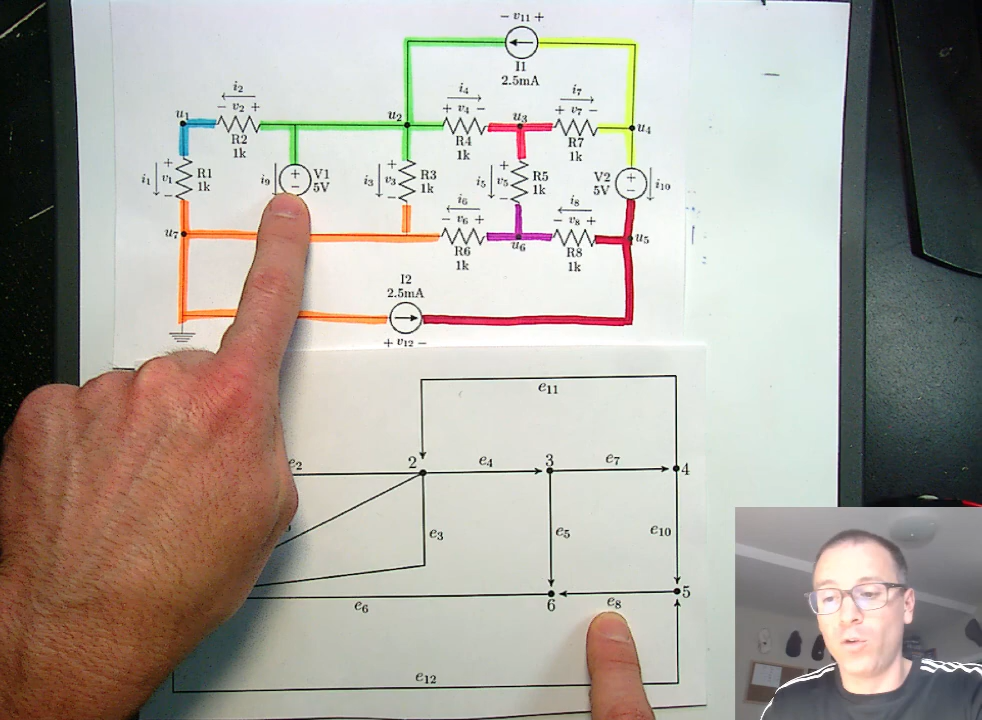 − v11 +
I1
2.5mA
i2
− v2 +
u1
R2
1k
u2
i4
+ v4 −
R4
1k
u3
i7
+ v7 −
R7
1k
u4
i1
+
v1
−
R1
1k
i9
+
−
V1
5V
i3
+
v3
−
R3
1k
i5
+
v5
−
R5
1k
V2
5V
+
−
i10
u7
i6
− v6 +
R6
1k
u6
i8
− v8 +
R8
1k
u5
I2
2.5mA
+ v12 −
e11
e2
2
e4
3
e7
4
e3
e5
e10
e6
6
e8
5
e12